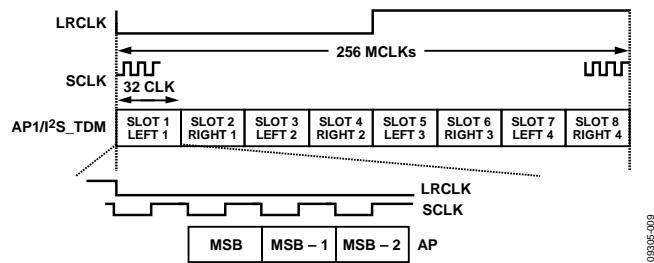 LRCLK
256 MCLKs
SCLK
32 CLK
AP1/I²S_TDM
SLOT 1 LEFT 1
SLOT 2 RIGHT 1
SLOT 3 LEFT 2
SLOT 4 RIGHT 2
SLOT 5 LEFT 3
SLOT 6 RIGHT 3
SLOT 7 LEFT 4
SLOT 8 RIGHT 4
LRCLK
SCLK
MSB
MSB – 1
MSB – 2
AP
09305-009